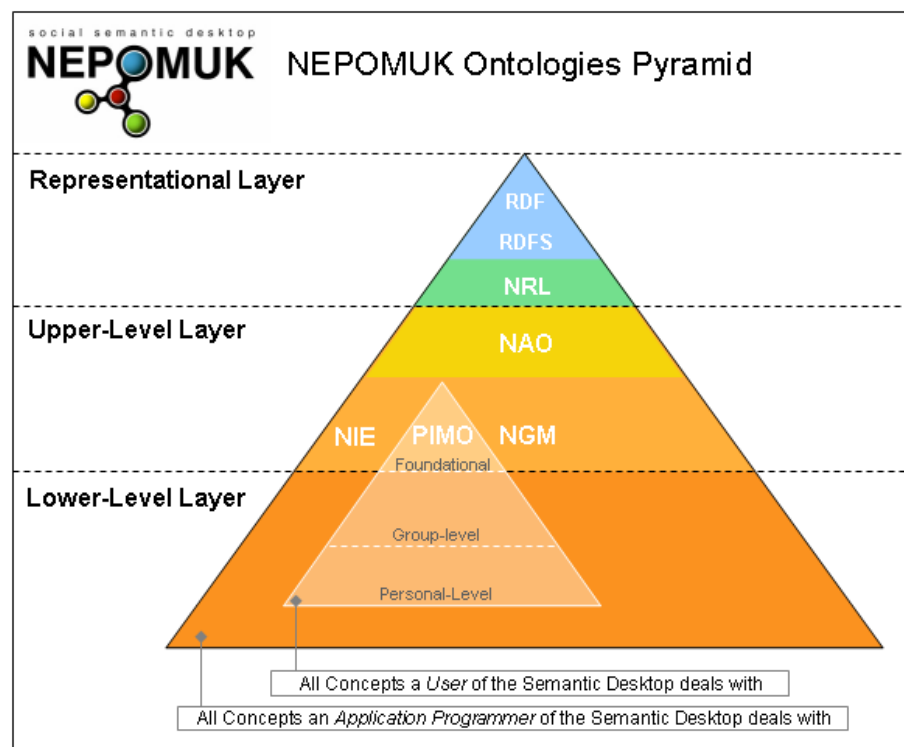 social semantic desktop
NEPOMUK
NEPOMUK Ontologies Pyramid
Representational Layer
RDF
RDFS
NRL
Upper-Level Layer
NAO
NIE PIMO NGM
Foundational
Lower-Level Layer
Group-level
Personal-Level
All Concepts a User of the Semantic Desktop deals with
All Concepts an Application Programmer of the Semantic Desktop deals with